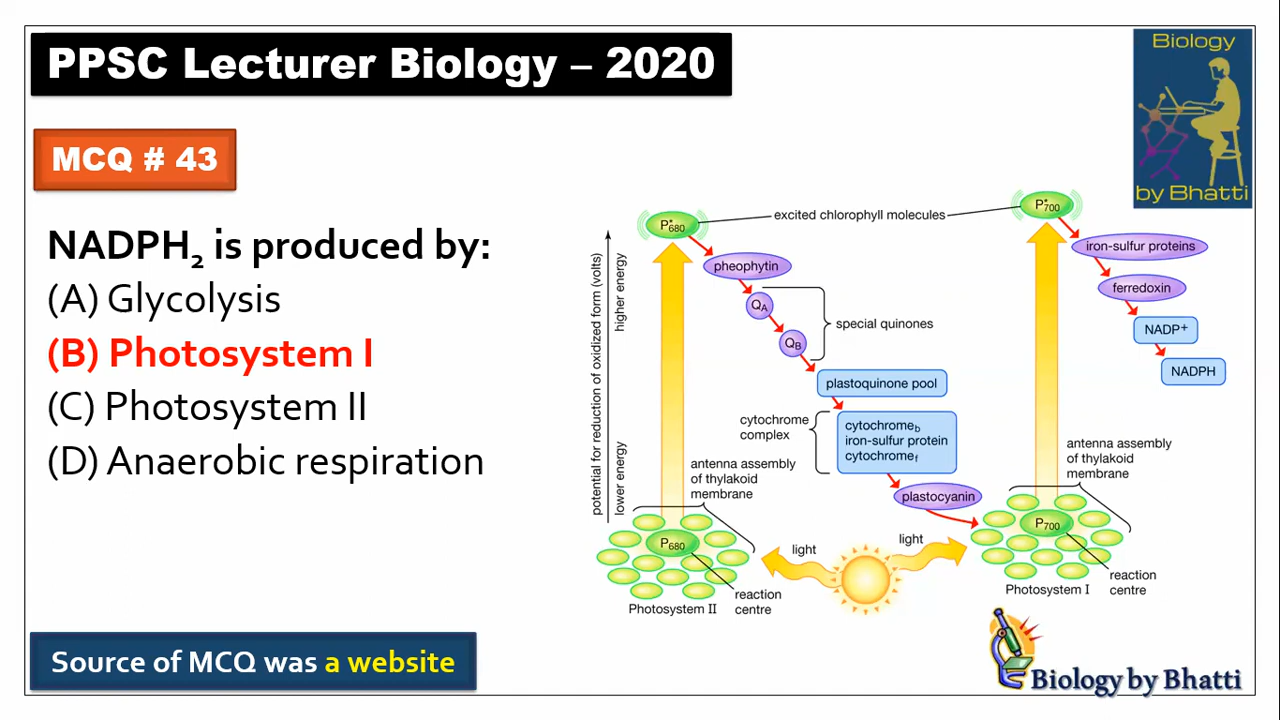 PPSC Lecturer Biology – 2020
Biology
by Bhatti
MCQ # 43
NADPH₂ is produced by:
(A) Glycolysis
(B) Photosystem I
(C) Photosystem II
(D) Anaerobic respiration
Source of MCQ was a website
potential for reduction of oxidized form (volts)
lower energy
higher energy
P*680
excited chlorophyll molecules
P*700
pheophytin
QA
QB
special quinones
plastoquinone pool
cytochrome
complex
cytochromeb
iron-sulfur protein
cytochromef
plastocyanin
iron-sulfur proteins
ferredoxin
NADP+
NADPH
antenna assembly
of thylakoid
membrane
P680
reaction
centre
Photosystem II
light
light
antenna assembly
of thylakoid
membrane
P700
reaction
centre
Photosystem I
Biology by Bhatti